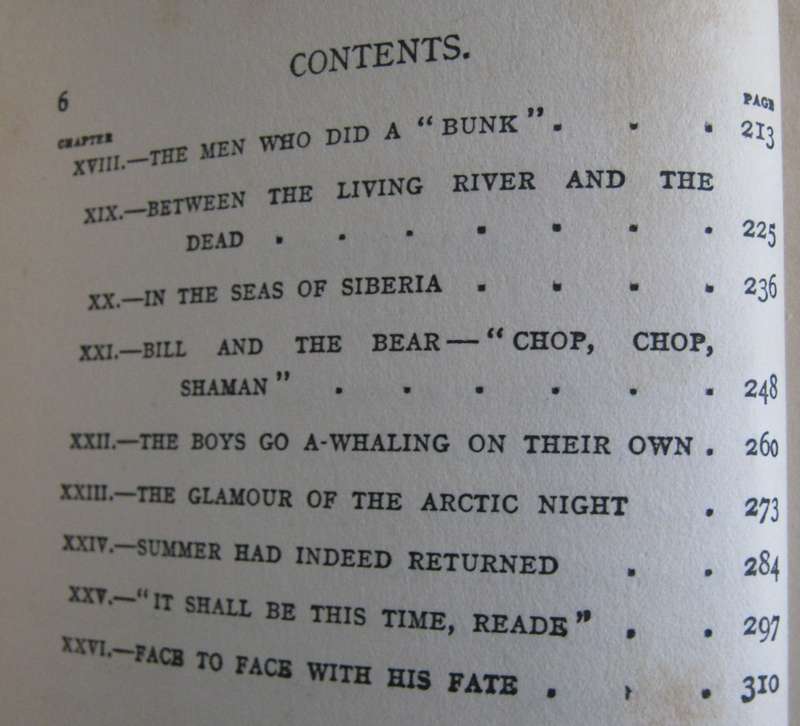 CONTENTS.
6
CHAPTER PAGE
XVIII.—THE MEN WHO DID A "BUNK". . . 213
XIX.—BETWEEN THE LIVING RIVER AND THE
DEAD . . . . . . . 225
XX.—IN THE SEAS OF SIBERIA . . . . 236
XXI.—BILL AND THE BEAR—"CHOP, CHOP,
SHAMAN" . . . . . . 248
XXII.—THE BOYS GO A-WHALING ON THEIR OWN . 260
XXIII.—THE GLAMOUR OF THE ARCTIC NIGHT . 273
XXIV.—SUMMER HAD INDEED RETURNED . . 284
XXV.—"IT SHALL BE THIS TIME, READE" . . 297
XXVI.—FACE TO FACE WITH HIS FATE . . . 310